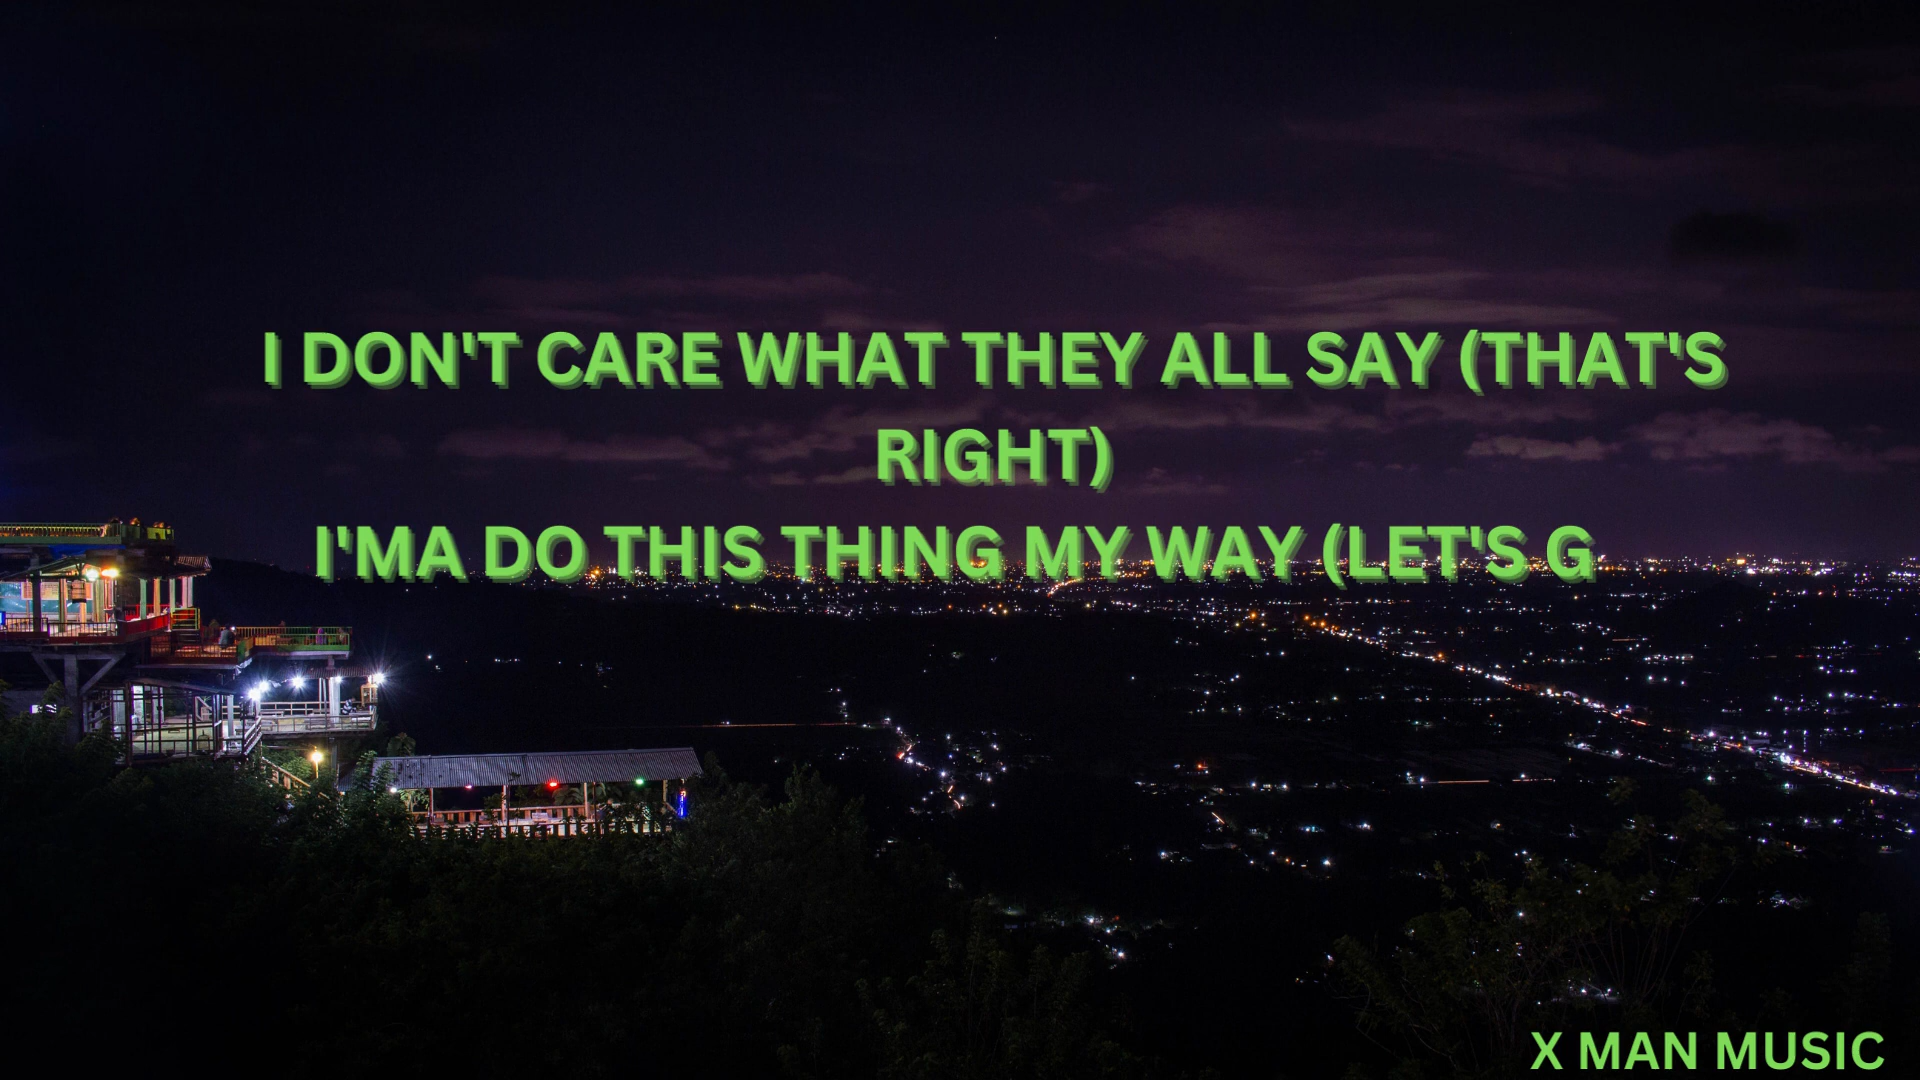 I DON'T CARE WHAT THEY ALL SAY (THAT'S
RIGHT)
I'MA DO THIS THING MY WAY (LET'S G
X MAN MUSIC